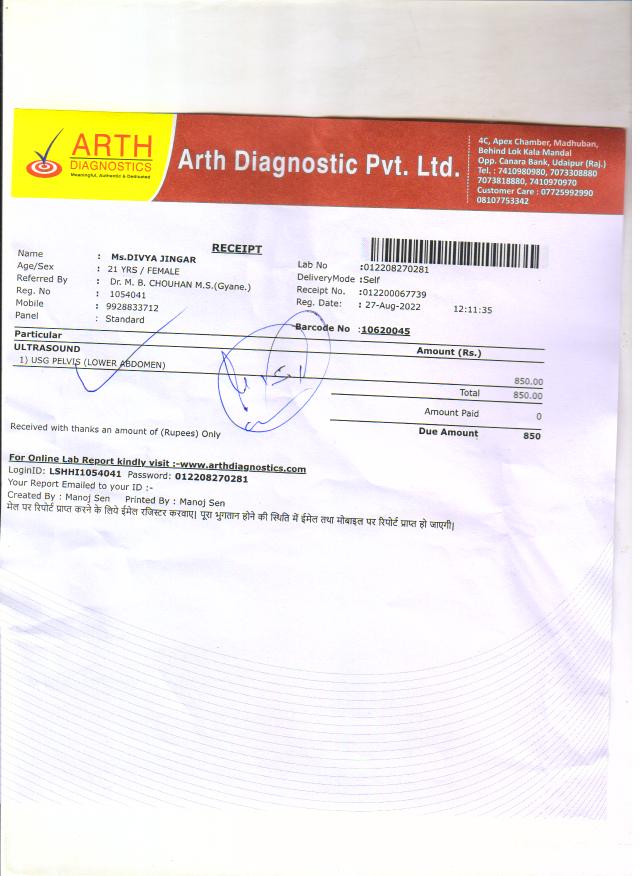 ARTH
DIAGNOSTICS
Meaningful, Authentic & Dedicated
Arth Diagnostic Pvt. Ltd.
4C, Apex Chamber, Madhuban,
Behind Lok Kala Mandal
Opp. Canara Bank, Udaipur (Raj.)
Tel. : 7410980980, 7073308880
7073818880, 7410970970
Customer Care : 07725992990
08107753342
RECEIPT
Name : Ms.DIVYA JINGAR
Age/Sex : 21 YRS / FEMALE
Referred By : Dr. M. B. CHOUHAN M.S.(Gyane.)
Reg. No : 1054041
Mobile : 9928833712
Panel : Standard
Lab No :012208270281
DeliveryMode :Self
Receipt No. :012200067739
Reg. Date: : 27-Aug-2022 12:11:35
Barcode No :10620045
Particular Amount (Rs.)
ULTRASOUND
1) USG PELVIS (LOWER ABDOMEN) 850.00
Total 850.00
Amount Paid 0
Due Amount 850
Received with thanks an amount of (Rupees) Only
For Online Lab Report kindly visit :-www.arthdiagnostics.com
LoginID: LSHHI1054041 Password: 012208270281
Your Report Emailed to your ID :-
Created By : Manoj Sen Printed By : Manoj Sen
मेल पर रिपोर्ट प्राप्त करने के लिये ईमेल रजिस्टर करवाए| पूरा भुगतान होने की स्थिति में ईमेल तथा मोबाइल पर रिपोर्ट प्राप्त हो जाएगी|